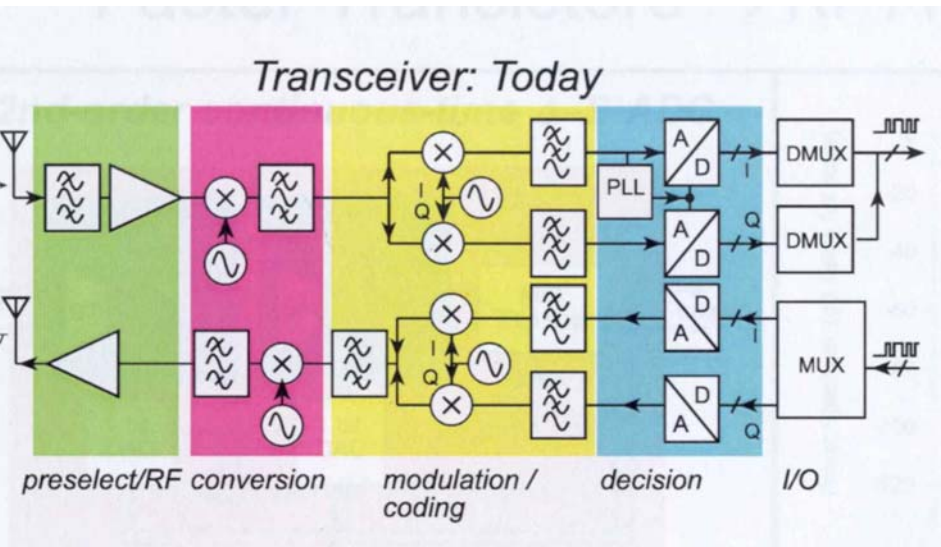 Transceiver: Today
A
D
I
DMUX
PLL
I
Q
A
D
Q
DMUX
D
A
I
MUX
I
Q
D
A
Q
preselect/RF conversion modulation / coding decision I/O